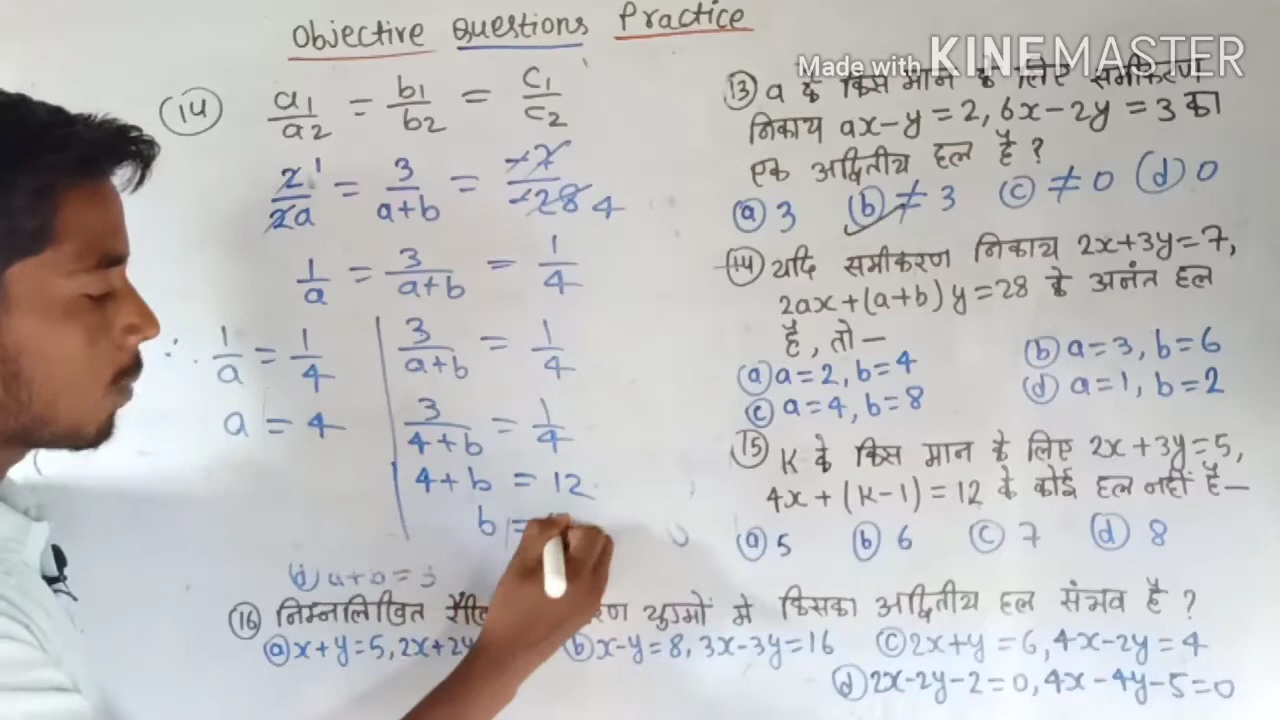 Objective Questions Practice
Made with KINEMASTER
(14) a1/a2 = b1/b2 = c1/c2
2 1/2a = 3/a+b = -7/-28 4
1/a = 3/a+b = 1/4
∴ 1/a = 1/4
a = 4
3/a+b = 1/4
3/4+b = 1/4
4+b = 12
b =
(13) a के किस मान के लिए समीकरण
निकाय ax-y=2, 6x-2y=3 का
एक अद्वितीय हल है?
(a) 3 (b) ≠ 3 (c) ≠ 0 (d) 0
(14) यदि समीकरण निकाय 2x+3y=7,
2ax+(a+b)y=28 के अनंत हल
है, तो —
(a) a=2, b=4 (b) a=3, b=6
(c) a=4, b=8 (d) a=1, b=2
(15) K के किस मान के लिए 2x+3y=5,
4x+(K-1)=12 के कोई हल नहीं है—
(a) 5 (b) 6 (c) 7 (d) 8
(16) निम्नलिखित युग्मों मे किसका अद्वितीय हल संभव है?
(a) x+y=5, 2x+2y (b) x-y=8, 3x-3y=16 (c) 2x+y=6, 4x-2y=4
(d) 2x-2y-2=0, 4x-4y-5=0